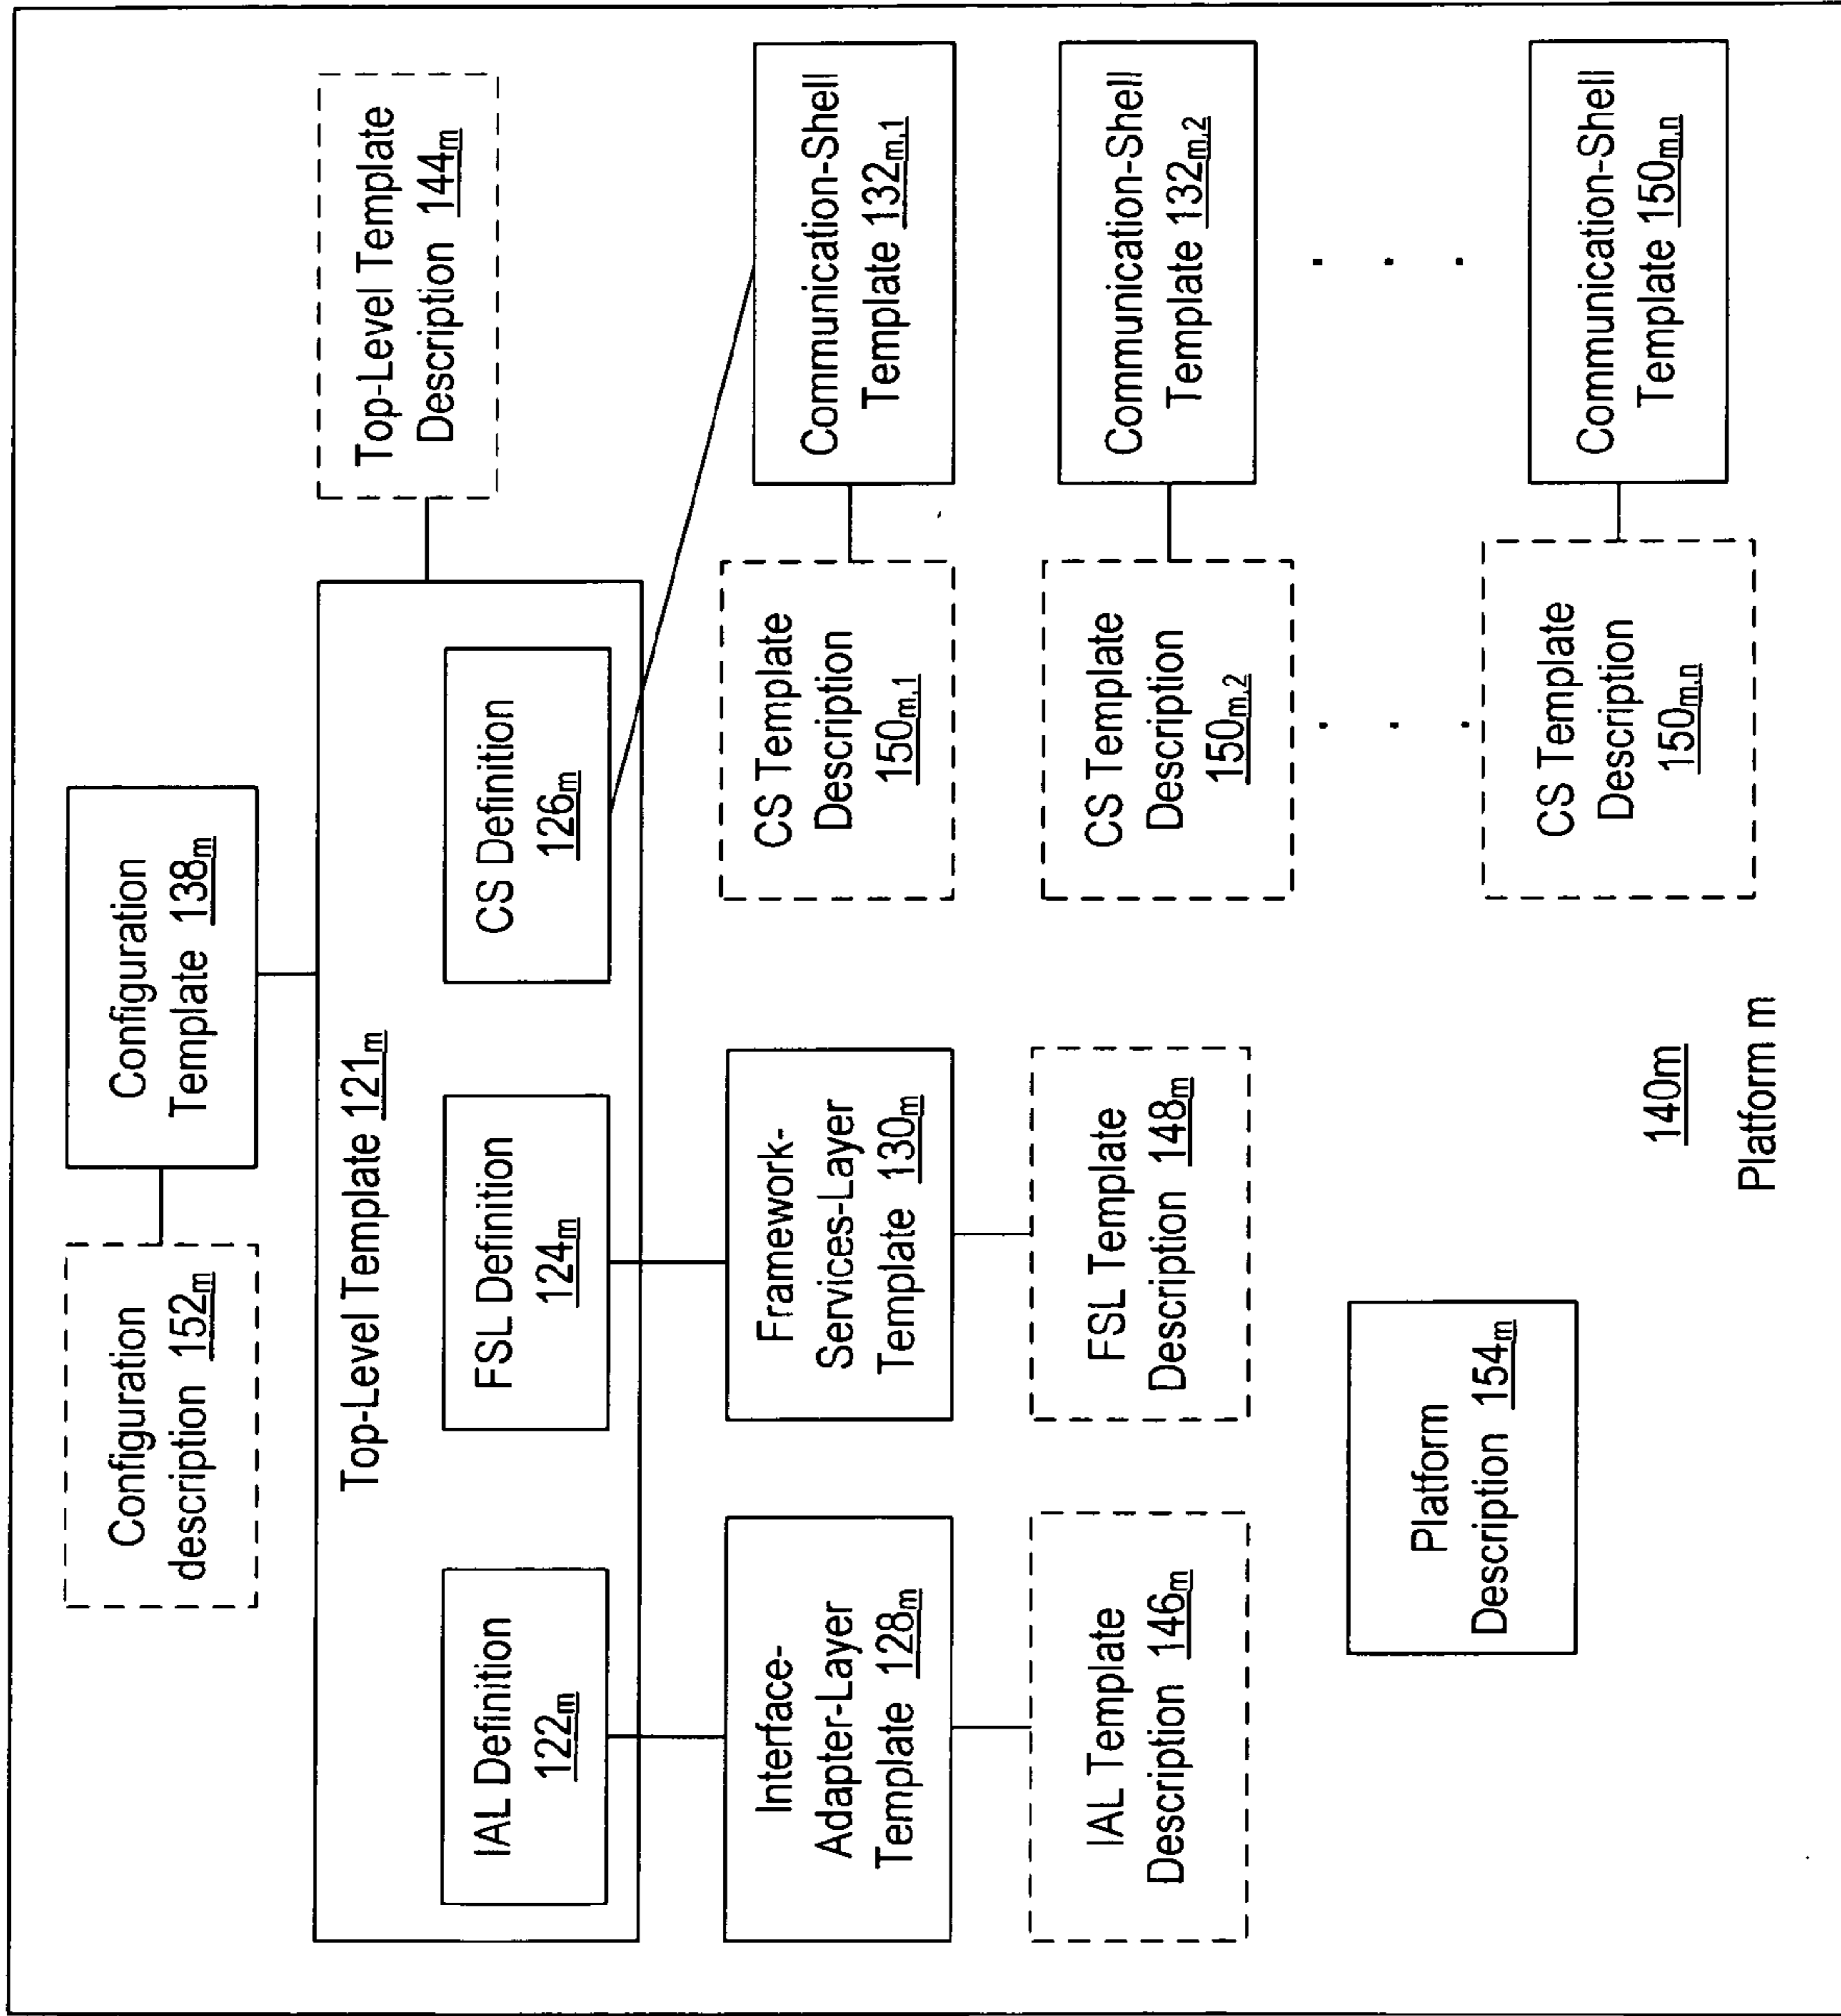 Configuration
description 152m
Configuration
Template 138m
Top-Level Template 121m
IAL Definition
122m
FSL Definition
124m
CS Definition
126m
Top-Level Template
Description 144m
Interface-
Adapter-Layer
Template 128m
Framework-
Services-Layer
Template 130m
CS Template
Description
150m,1
Communication-Shell
Template 132m,1
IAL Template
Description 146m
FSL Template
Description 148m
CS Template
Description
150m,2
Communication-Shell
Template 132m,2
. . .
. . .
Platform
Description 154m
CS Template
Description
150m,n
Communication-Shell
Template 150m,n
140m
Platform m